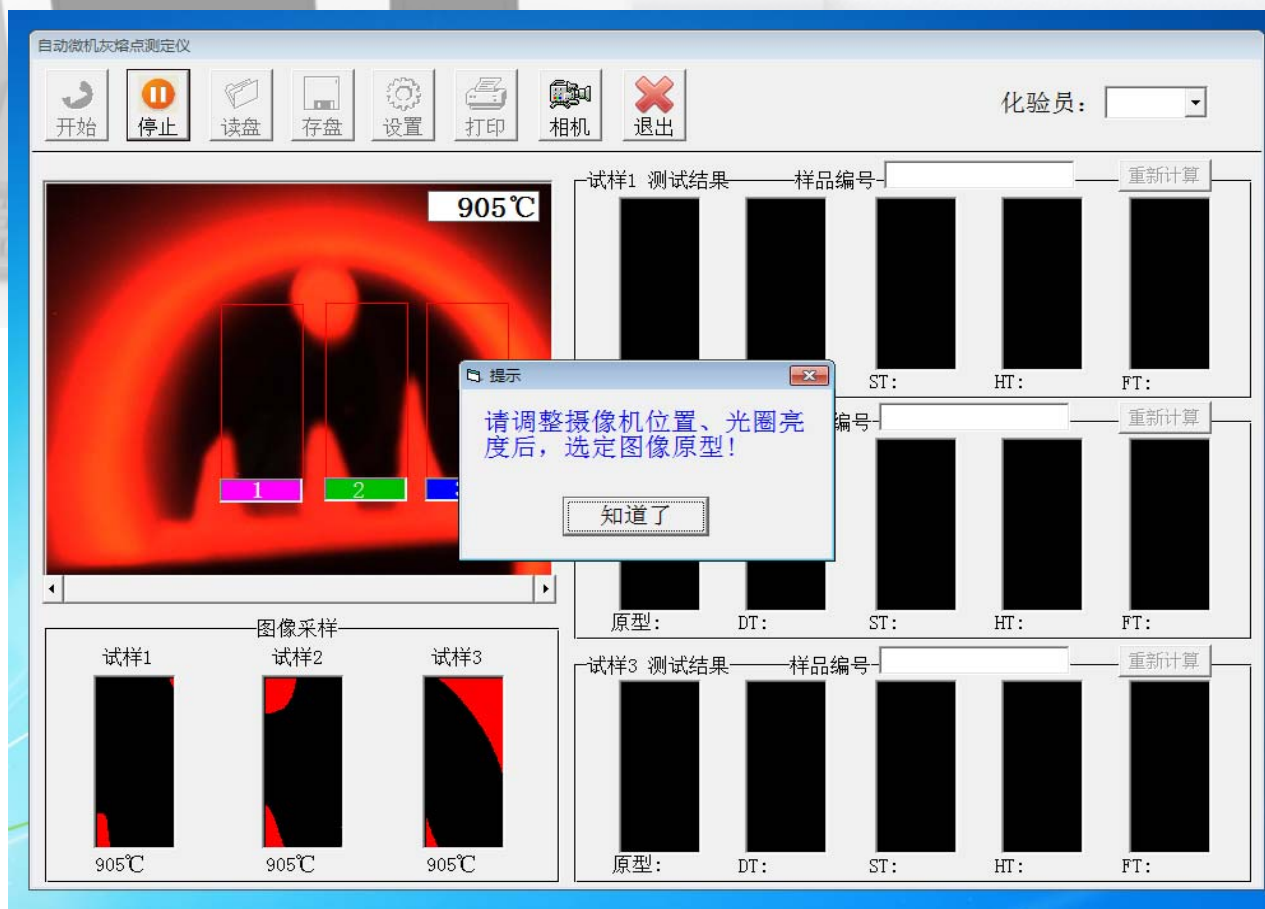 自动微机灰熔点测定仪
开始 停止 读盘 存盘 设置 打印 相机 退出
化验员：
905℃
1 2
试样1 测试结果 样品编号 重新计算
ST: HT: FT:
提示
请调整摄像机位置、光圈亮
度后，选定图像原型！
知道了
编号 重新计算
原型: DT: ST: HT: FT:
图像采样
试样1 试样2 试样3
905℃ 905℃ 905℃
试样3 测试结果 样品编号 重新计算
原型: DT: ST: HT: FT: